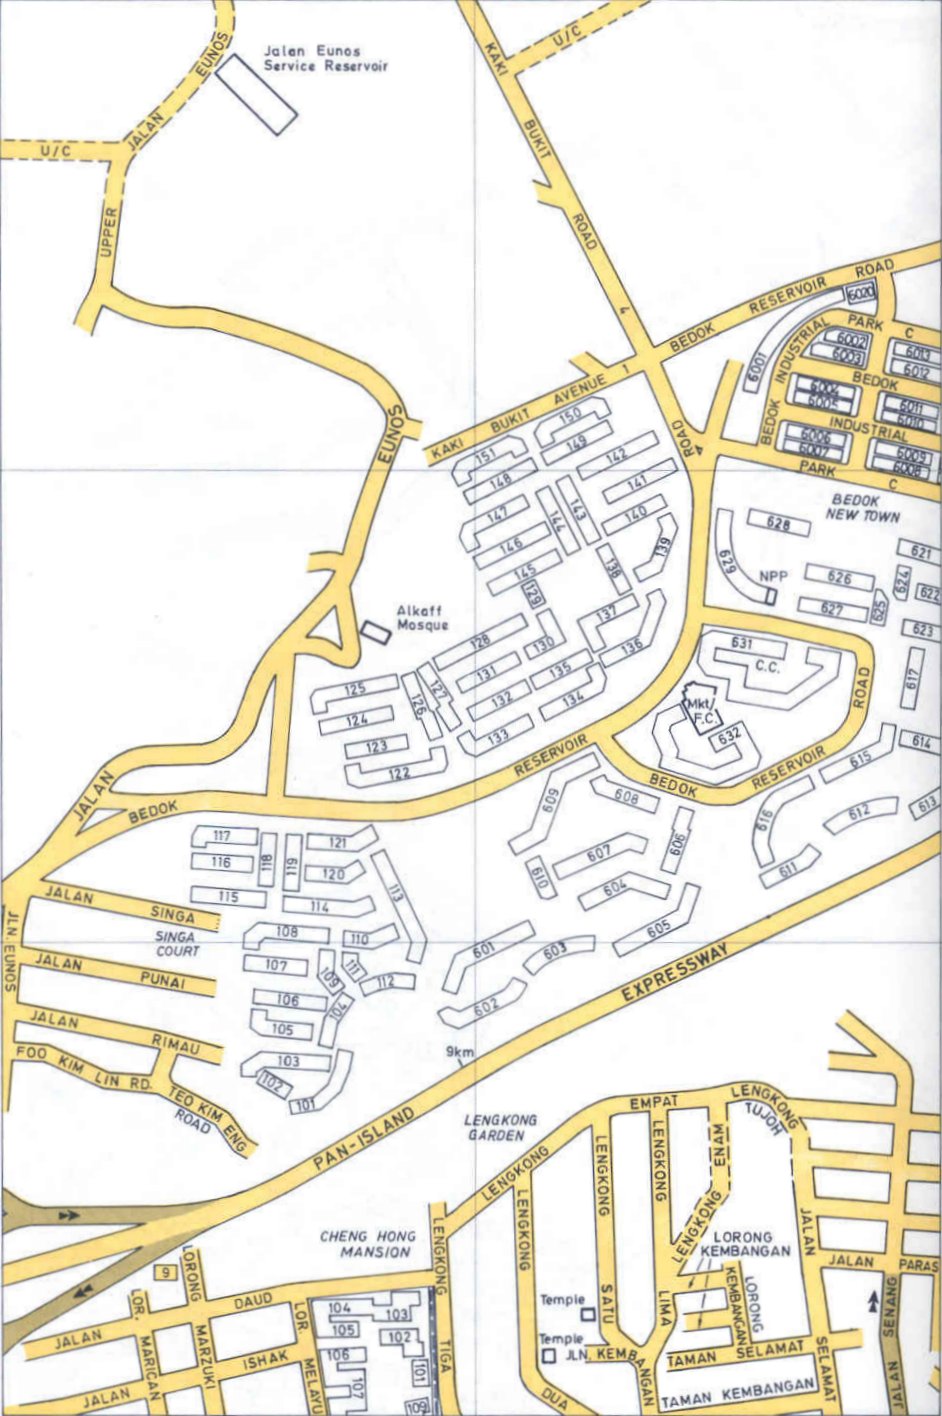 Jalan Eunos
Service Reservoir
U/C
JALAN
EUNOS
UPPER
EUNOS
KAKI
U/C
BUKIT
ROAD
4
KAKI BUKIT AVENUE 1
BEDOK RESERVOIR ROAD
ROAD 4
6020
6001
BEDOK INDUSTRIAL PARK C
6002
6003
6013
6012
6004
6005
BEDOK
INDUSTRIAL
PARK C
6011
6010
6006
6007
6009
6008
BEDOK
NEW TOWN
150
151
149
148
142
141
143
144
147
140
139
146
145
138
129
137
136
128
130
131
135
127
126
125
124
132
134
133
123
122
628
629
NPP
626
627
621
624
622
625
623
617
631
C.C.
Mkt/
F.C.
632
614
615
Alkaff
Mosque
JALAN
BEDOK
RESERVOIR
BEDOK
RESERVOIR
ROAD
609
608
616
612
613
606
607
611
610
604
605
117
118
119
121
116
120
115
114
113
JALAN SINGA
SINGA
COURT
108
110
601
603
JLN. EUNOS
JALAN PUNAI
107
109
111
112
106
104
105
602
JALAN RIMAU
103
102
101
FOO KIM LIN RD.
TEO KIM ENG
ROAD
9km
PAN-ISLAND
EXPRESSWAY
LENGKONG
GARDEN
EMPAT
LENGKONG
TUJOH
LENGKONG
LENGKONG
SATU
LENGKONG
LIMA
LENGKONG
ENAM
LENGKONG
DUA
LENGKONG
TIGA
CHENG HONG
MANSION
LORONG
KEMBANGAN
KEMBANGAN
LORONG
JALAN
SELAMAT
JALAN PARAS
JALAN SENANG
9
LORONG
MARZUKI
LOR.
MARICAN
JALAN DAUD
LOR.
MELAYU
JALAN ISHAK
104
103
105
102
106
101
107
109
Temple
Temple
JLN. KEMBANGAN
TAMAN SELAMAT
TAMAN KEMBANGAN